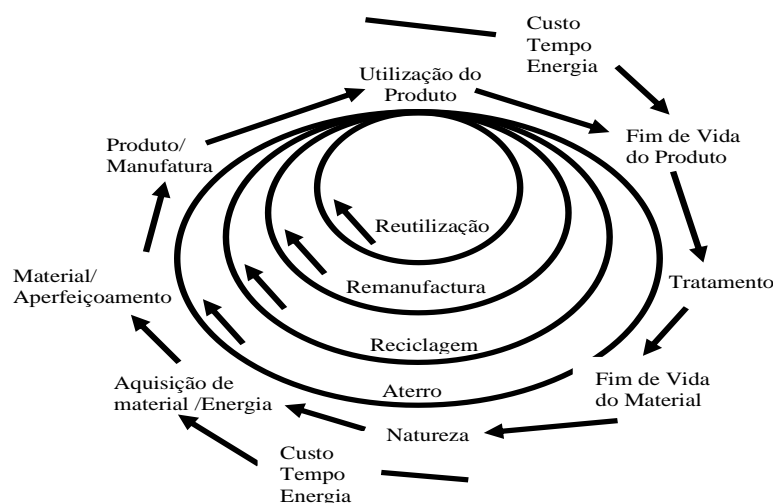 Custo
Tempo
Energia
Utilização do
Produto
Produto/
Manufatura
Fim de Vida
do Produto
Reutilização
Material/
Aperfeiçoamento
Remanufactura
Tratamento
Reciclagem
Aquisição de
material /Energia
Aterro
Fim de Vida
do Material
Natureza
Custo
Tempo
Energia